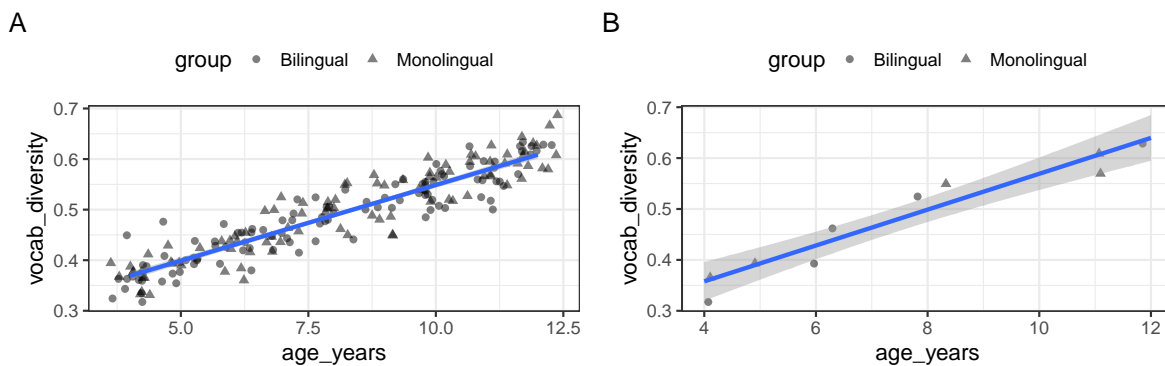 A
group Bilingual Monolingual
0.7
0.6
0.5
0.4
0.3
vocab_diversity
5.0 7.5 10.0 12.5
age_years
B
group Bilingual Monolingual
0.7
0.6
0.5
0.4
0.3
vocab_diversity
4 6 8 10 12
age_years